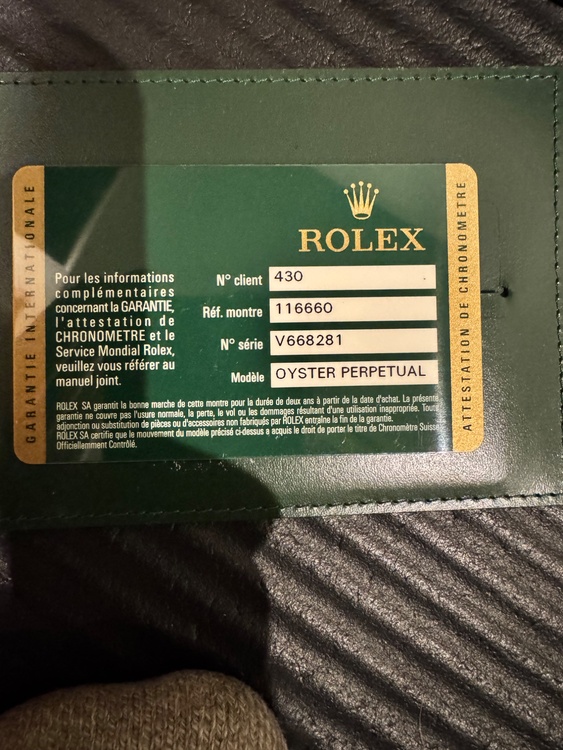 GARANTIE INTERNATIONALE
ROLEX
Pour les informations
complémentaires
concernant la GARANTIE,
l'attestation de
CHRONOMETRE et le
Service Mondial Rolex,
veuillez vous référer au
manuel joint.
N° client 430
Réf. montre 116660
N° série V668281
Modèle OYSTER PERPETUAL
ROLEX SA garantit la bonne marche de cette montre pour la durée de deux ans à partir de la date d'achat. La présente
garantie ne couvre pas l'usure normale, la perte, le vol ou les dommages résultant d'une utilisation inappropriée. Toute
adjonction ou substitution de pièces ou d'accessoires non fabriqués par ROLEX entraîne la fin de la garantie.
ROLEX SA certifie que le mouvement du modèle précisé ci-dessus a acquis le droit de porter le titre de Chronomètre Suisse
Officiellement Contrôlé.
ATTESTATION DE CHRONOMETRE